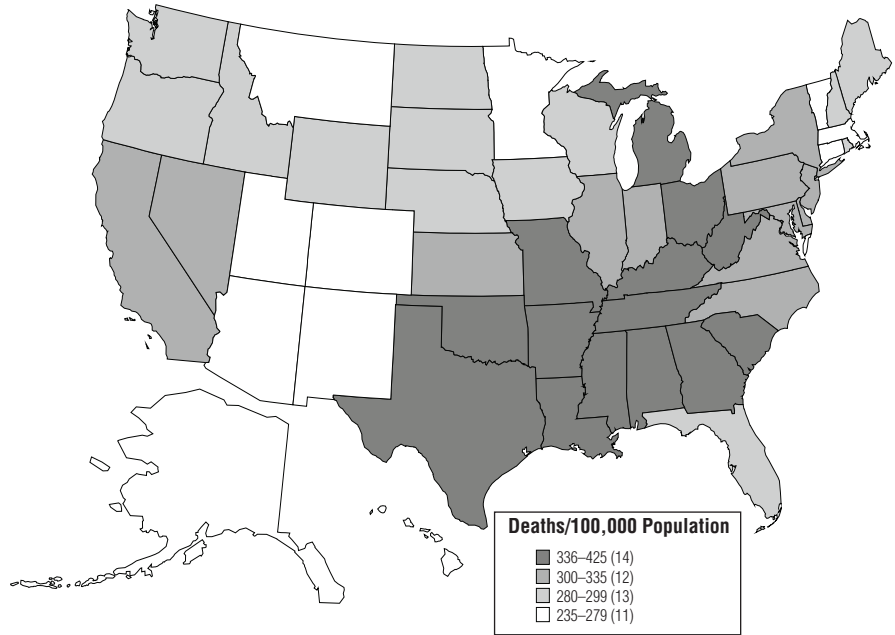 Deaths/100,000 Population
336–425 (14)
300–335 (12)
280–299 (13)
235–279 (11)